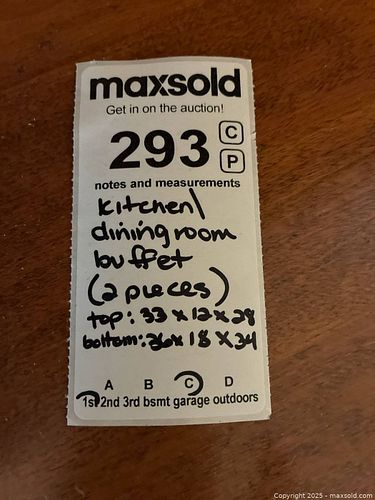 maxsold
Get in on the auction!
293
C
P
notes and measurements
kitchen\
dining room
buffet
(2 pieces)
top: 33 x 12 x 29
bottom: 36 x 18 x 34
A B C D
1st 2nd 3rd bsmt garage outdoors
Copyright 2025 - maxsold.com